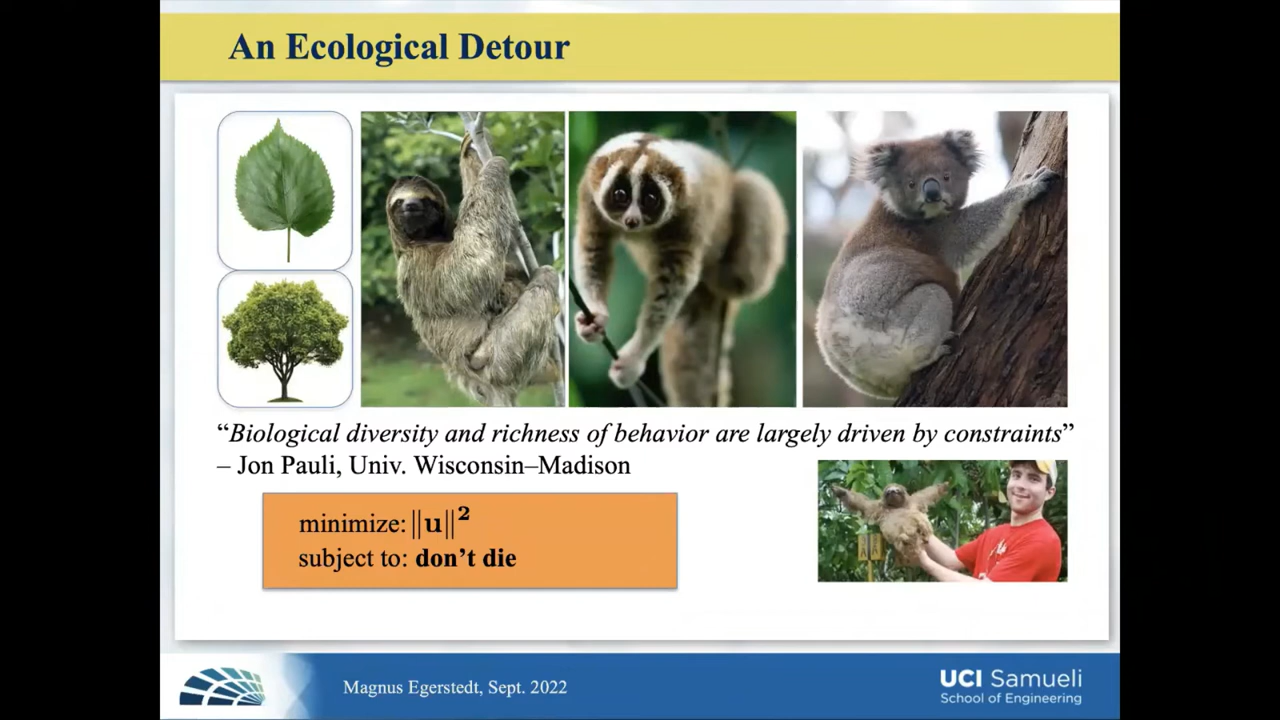 An Ecological Detour
“Biological diversity and richness of behavior are largely driven by constraints”
– Jon Pauli, Univ. Wisconsin–Madison
minimize: ||u||²
subject to: don’t die
Magnus Egerstedt, Sept. 2022
UCI Samueli
School of Engineering